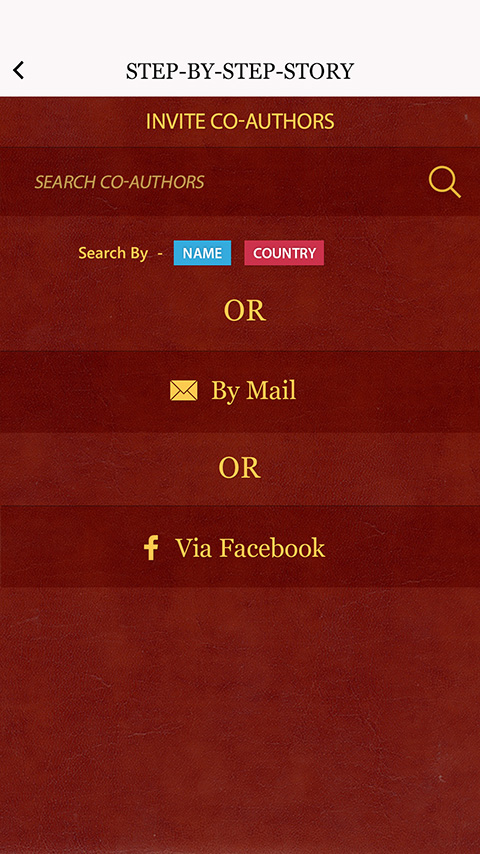 STEP-BY-STEP-STORY
INVITE CO-AUTHORS
SEARCH CO-AUTHORS
Search By - NAME COUNTRY
OR
By Mail
OR
Via Facebook